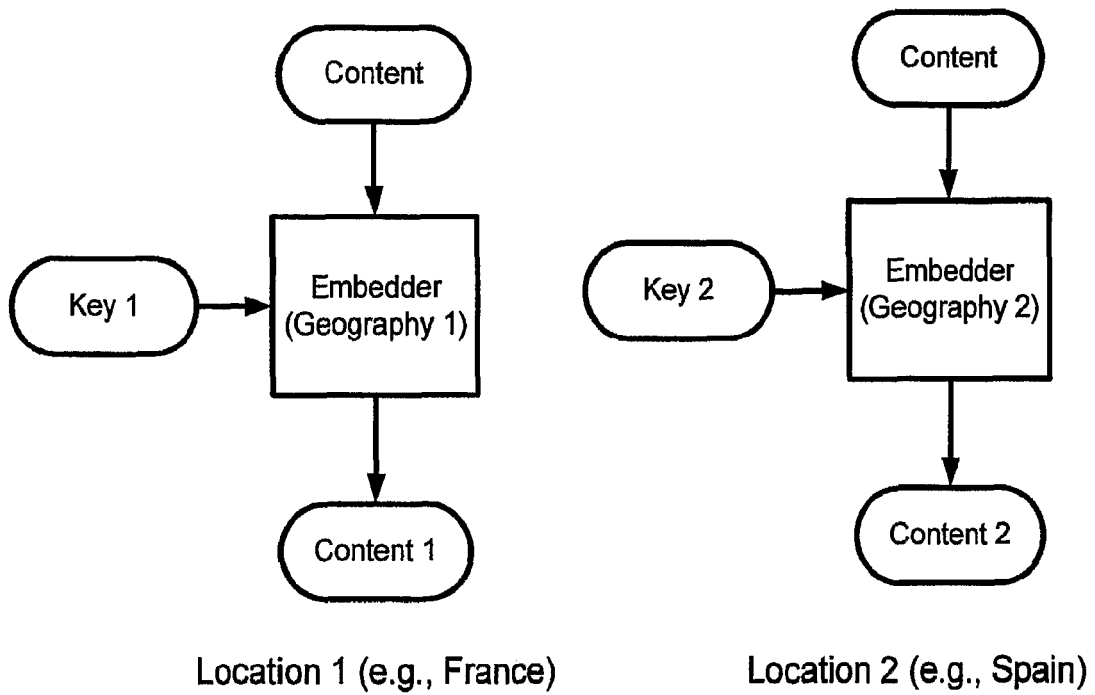 Content
Key 1
Embedder
(Geography 1)
Content 1
Location 1 (e.g., France)
Content
Key 2
Embedder
(Geography 2)
Content 2
Location 2 (e.g., Spain)